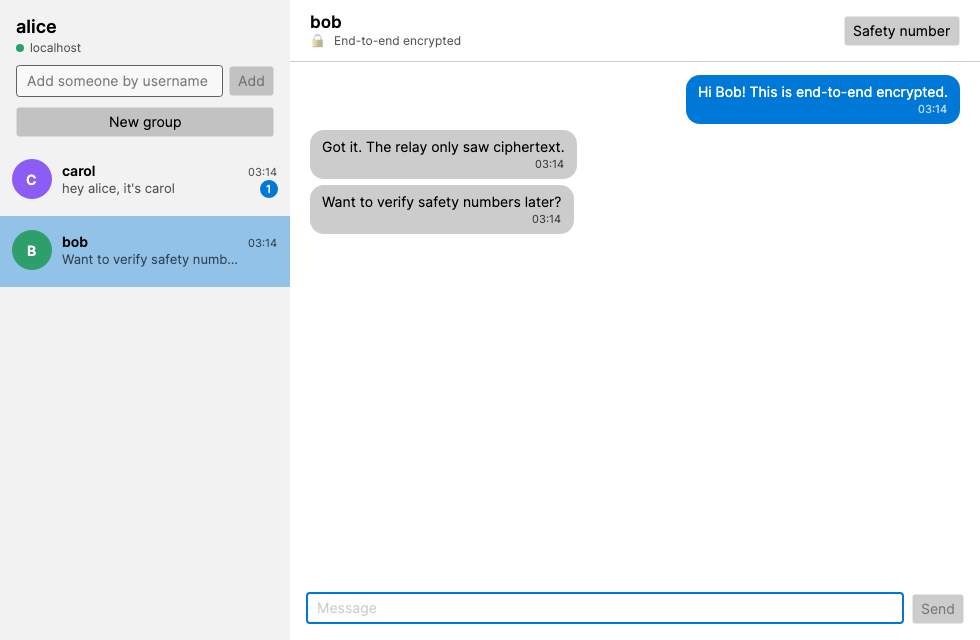 alice
localhost
Add someone by username
Add
New group
C
carol
03:14
hey alice, it's carol
1
B
bob
03:14
Want to verify safety numb...
bob
End-to-end encrypted
Safety number
Hi Bob! This is end-to-end encrypted.
03:14
Got it. The relay only saw ciphertext.
03:14
Want to verify safety numbers later?
03:14
Message
Send